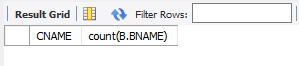 Result Grid Filter Rows:
CNAME count(B.BNAME)